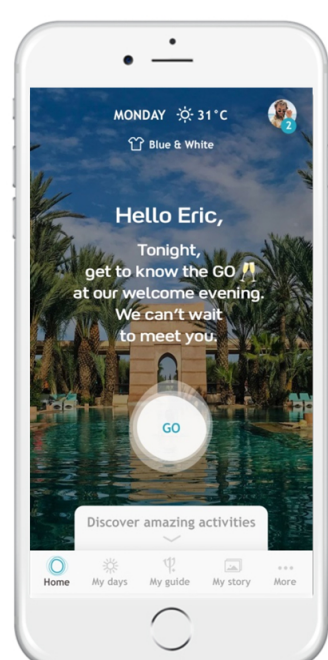 MONDAY 31°C
2
Blue & White
Hello Eric,
Tonight,
get to know the GO 🥂
at our welcome evening.
We can't wait
to meet you.
GO
Discover amazing activities
Home My days My guide My story More